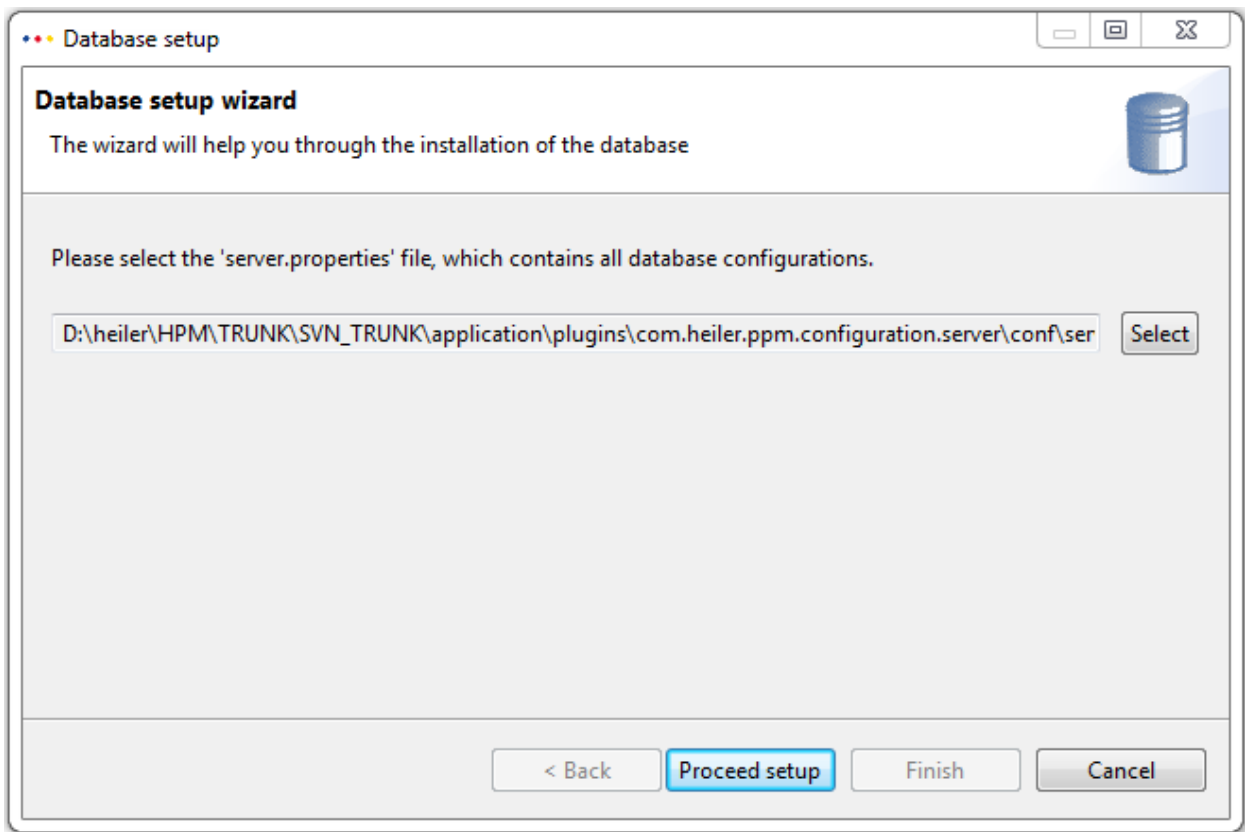 Database setup
Database setup wizard
The wizard will help you through the installation of the database
Please select the 'server.properties' file, which contains all database configurations.
D:\heiler\HPM\TRUNK\SVN_TRUNK\application\plugins\com.heiler.ppm.configuration.server\conf\ser
Select
< Back
Proceed setup
Finish
Cancel